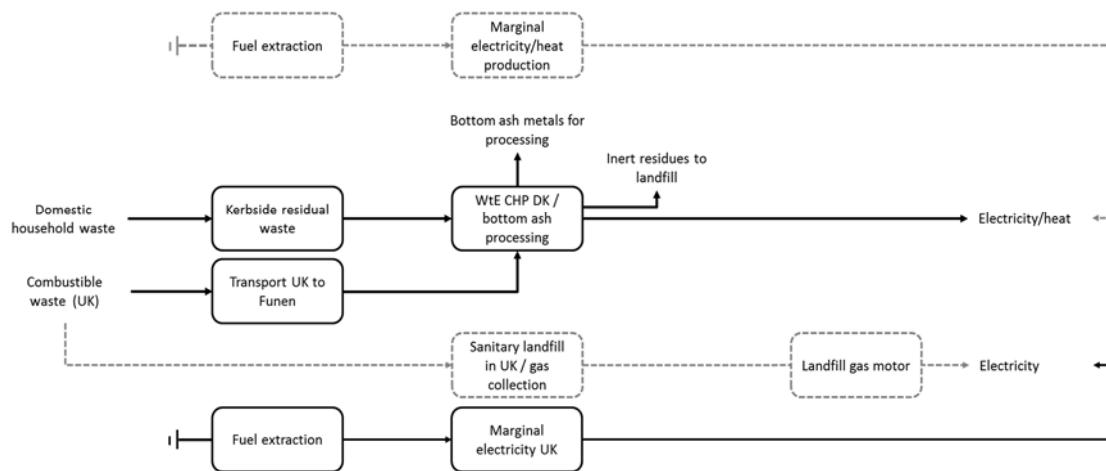 Fuel extraction
Marginal
electricity/heat
production
Bottom ash metals for
processing
Inert residues to
landfill
Domestic
household waste
Kerbside residual
waste
WtE CHP DK /
bottom ash
processing
Electricity/heat
Combustible
waste (UK)
Transport UK to
Funen
Sanitary landfill
in UK / gas
collection
Landfill gas motor
Electricity
Fuel extraction
Marginal
electricity UK